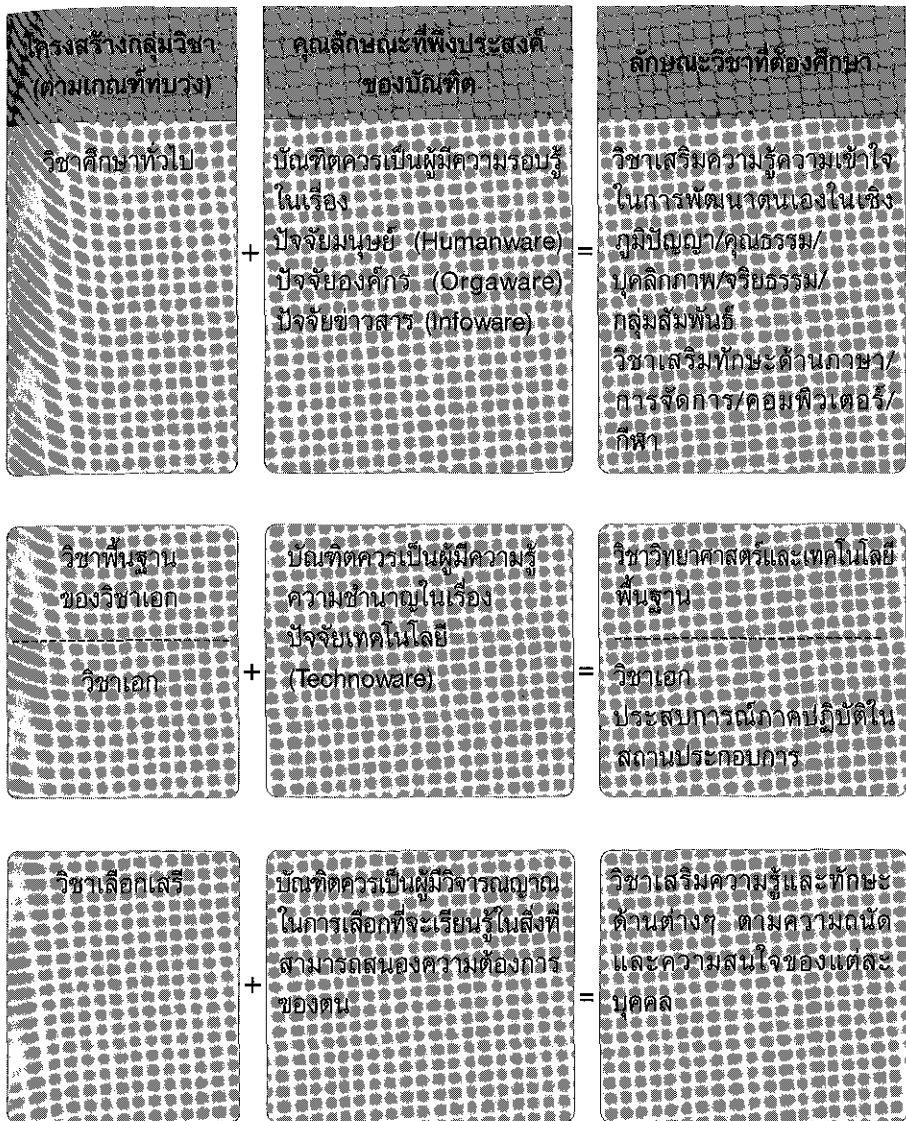 โครงสร้างกลุ่มวิชา
(ตามเกณฑ์ทบวง)
คุณลักษณะที่พึงประสงค์
ของบัณฑิต
ลักษณะวิชาที่ต้องศึกษา
วิชาศึกษาทั่วไป
+
บัณฑิตควรเป็นผู้มีความรอบรู้
ในเรื่อง
ปัจจัยมนุษย์ (Humanware)
ปัจจัยองค์กร (Orgaware)
ปัจจัยข่าวสาร (Infoware)
=
วิชาเสริมความรู้ความเข้าใจ
ในการพัฒนาตนเองในเชิง
ภูมิปัญญา/คุณธรรม/
บุคลิกภาพ/จริยธรรม/
กลุ่มสัมพันธ์
วิชาเสริมทักษะด้านภาษา/
การจัดการ/คอมพิวเตอร์/
กีฬา
วิชาพื้นฐาน
ของวิชาเอก
วิชาเอก
+
บัณฑิตควรเป็นผู้มีความรู้
ความชำนาญในเรื่อง
ปัจจัยเทคโนโลยี
(Technoware)
=
วิชาวิทยาศาสตร์และเทคโนโลยี
พื้นฐาน
วิชาเอก
ประสบการณ์ภาคปฏิบัติใน
สถานประกอบการ
วิชาเลือกเสรี
+
บัณฑิตควรเป็นผู้มีวิจารณญาณ
ในการเลือกที่จะเรียนรู้ในสิ่งที่
สามารถสนองความต้องการ
ของตน
=
วิชาเสริมความรู้และทักษะ
ด้านต่างๆ ตามความถนัด
และความสนใจของแต่ละ
บุคคล